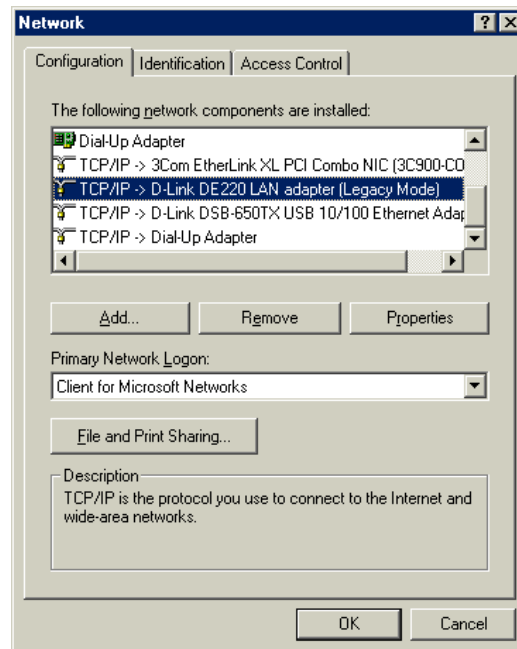 Network
Configuration Identification Access Control
The following network components are installed:
Dial-Up Adapter
TCP/IP -> 3Com EtherLink XL PCI Combo NIC (3C900-CO
TCP/IP -> D-Link DE220 LAN adapter (Legacy Mode)
TCP/IP -> D-Link DSB-650TX USB 10/100 Ethernet Adap
TCP/IP -> Dial-Up Adapter
Add... Remove Properties
Primary Network Logon:
Client for Microsoft Networks
File and Print Sharing...
Description
TCP/IP is the protocol you use to connect to the Internet and
wide-area networks.
OK Cancel